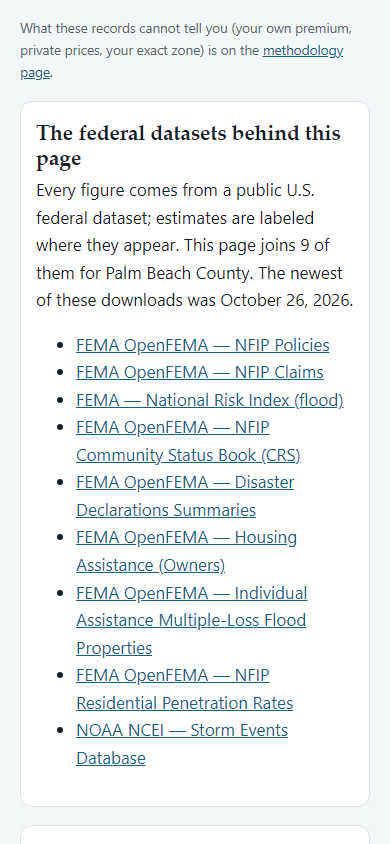 What these records cannot tell you (your own premium,
private prices, your exact zone) is on the methodology
page.
The federal datasets behind this
page
Every figure comes from a public U.S.
federal dataset; estimates are labeled
where they appear. This page joins 9 of
them for Palm Beach County. The newest
of these downloads was October 26, 2026.
FEMA OpenFEMA — NFIP Policies
FEMA OpenFEMA — NFIP Claims
FEMA — National Risk Index (flood)
FEMA OpenFEMA — NFIP
Community Status Book (CRS)
FEMA OpenFEMA — Disaster
Declarations Summaries
FEMA OpenFEMA — Housing
Assistance (Owners)
FEMA OpenFEMA — Individual
Assistance Multiple-Loss Flood
Properties
FEMA OpenFEMA — NFIP
Residential Penetration Rates
NOAA NCEI — Storm Events
Database